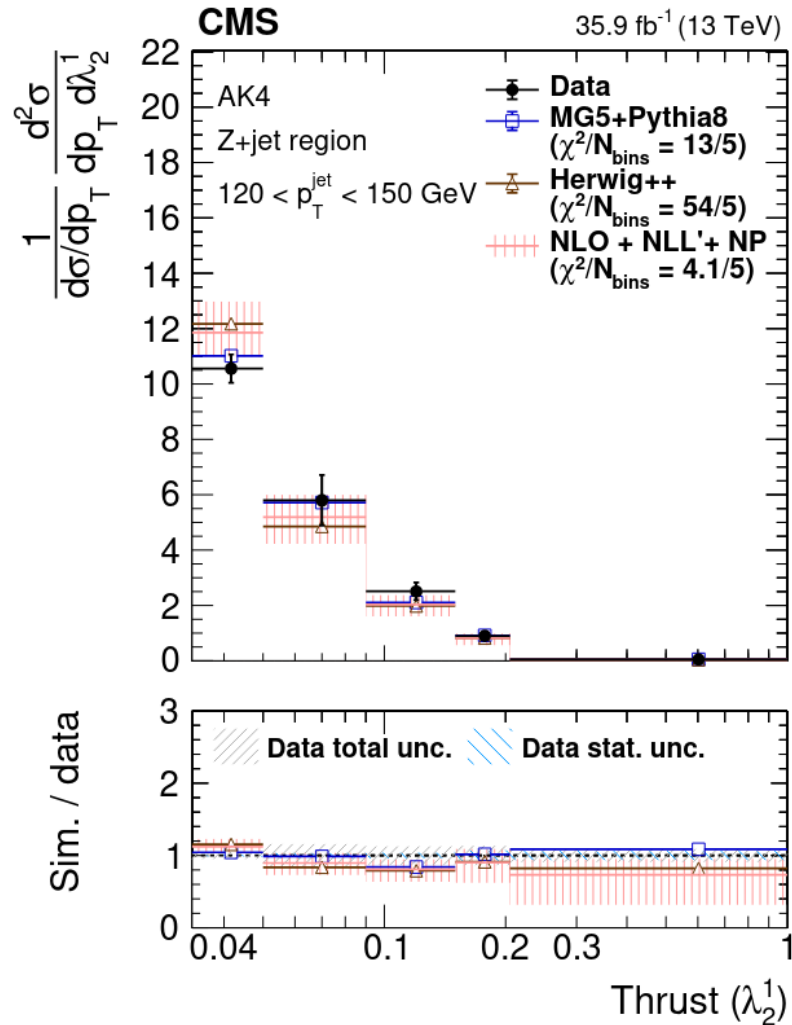 CMS 35.9 fb⁻¹ (13 TeV)
1 / dσ/dp_T d²σ / dp_T dλ¹₂
AK4
Z+jet region
120 < p_T^jet < 150 GeV
Data
MG5+Pythia8
(χ²/N_bins = 13/5)
Herwig++
(χ²/N_bins = 54/5)
NLO + NLL'+ NP
(χ²/N_bins = 4.1/5)
22
20
18
16
14
12
10
8
6
4
2
0
Sim. / data
Data total unc. Data stat. unc.
3
2
1
0
0.04 0.1 0.2 0.3 1
Thrust (λ¹₂)